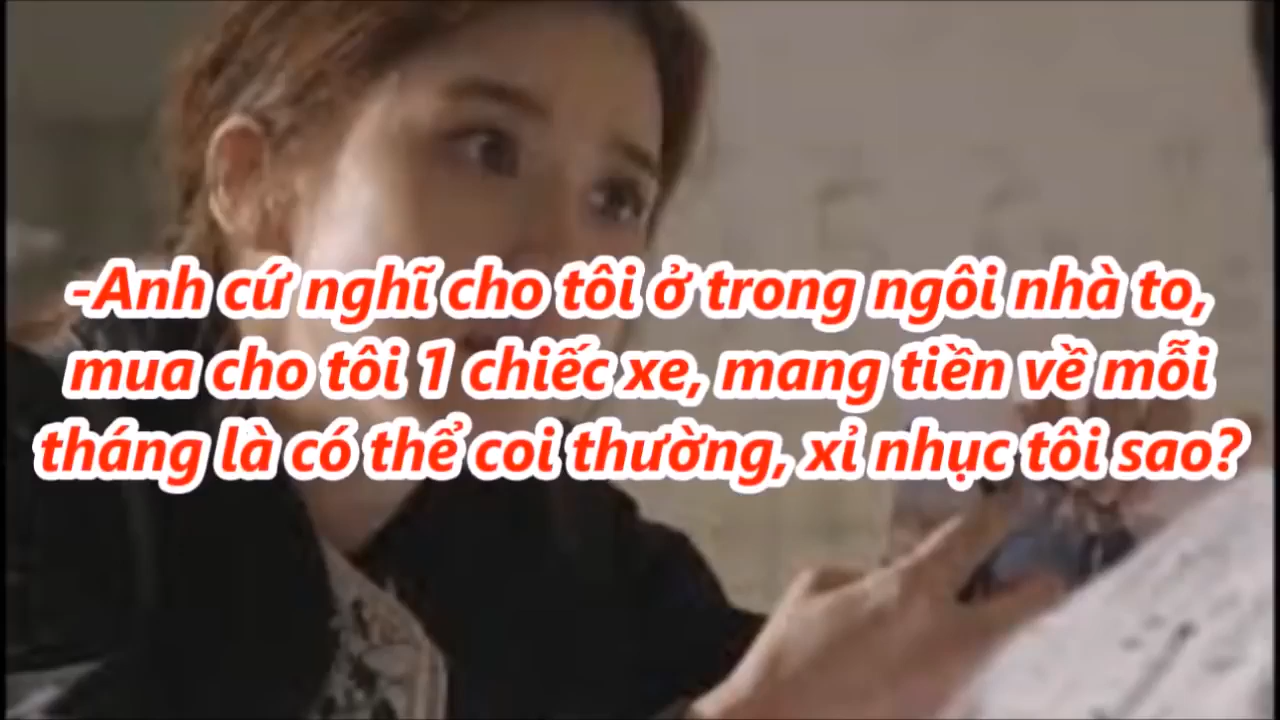 -Anh cứ nghĩ cho tôi ở trong ngôi nhà to,
mua cho tôi 1 chiếc xe, mang tiền về mỗi
tháng là có thể coi thường, xỉ nhục tôi sao?